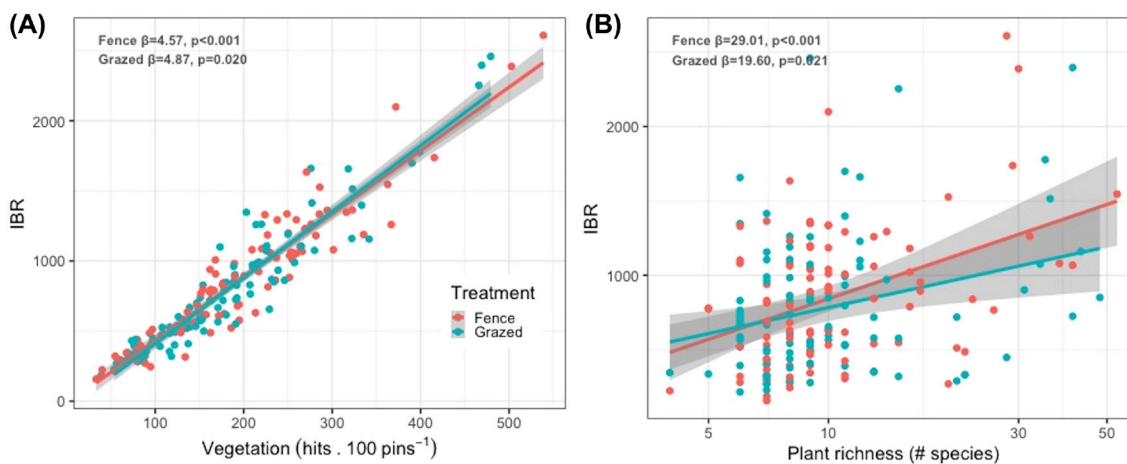 (A)
Fence β=4.57, p<0.001
Grazed β=4.87, p=0.020
IBR
2000
1000
0
100 200 300 400 500
Vegetation (hits . 100 pins⁻¹)
Treatment
Fence
Grazed
(B)
Fence β=29.01, p<0.001
Grazed β=19.60, p=0.021
IBR
2000
1000
5 10 30 50
Plant richness (# species)